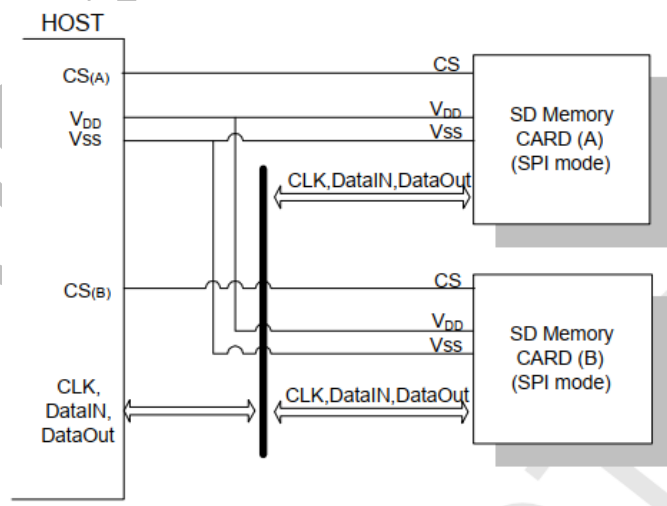 HOST
CS(A)
VDD
Vss
CS
VDD
Vss
SD Memory
CARD (A)
(SPI mode)
CLK,DataIN,DataOut
CS(B)
CS
VDD
Vss
SD Memory
CARD (B)
(SPI mode)
CLK,
DataIN,
DataOut
CLK,DataIN,DataOut